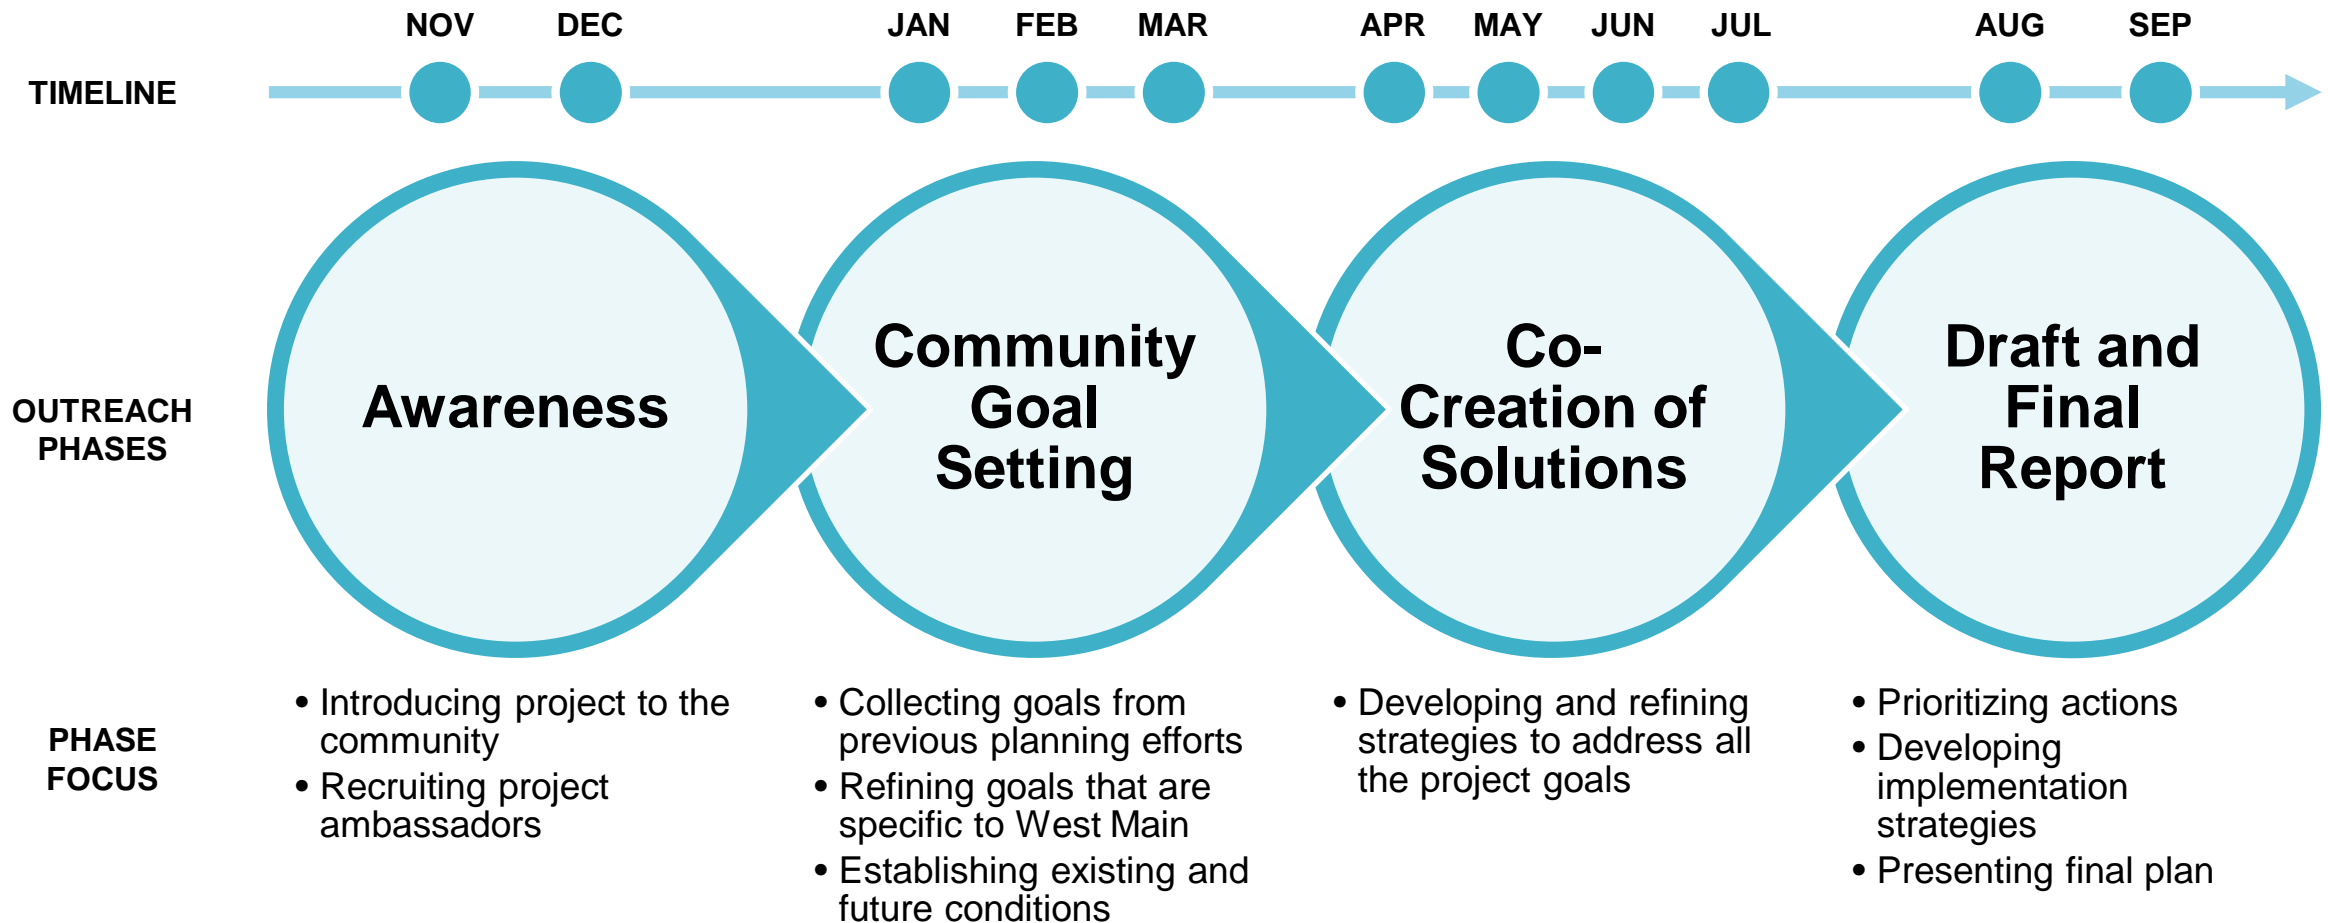 NOV DEC JAN FEB MAR APR MAY JUN JUL AUG SEP
TIMELINE
OUTREACH
PHASES
Awareness
Community
Goal
Setting
Co-
Creation of
Solutions
Draft and
Final
Report
PHASE
FOCUS
• Introducing project to the
community
• Recruiting project
ambassadors
• Collecting goals from
previous planning efforts
• Refining goals that are
specific to West Main
• Establishing existing and
future conditions
• Developing and refining
strategies to address all
the project goals
• Prioritizing actions
• Developing
implementation
strategies
• Presenting final plan